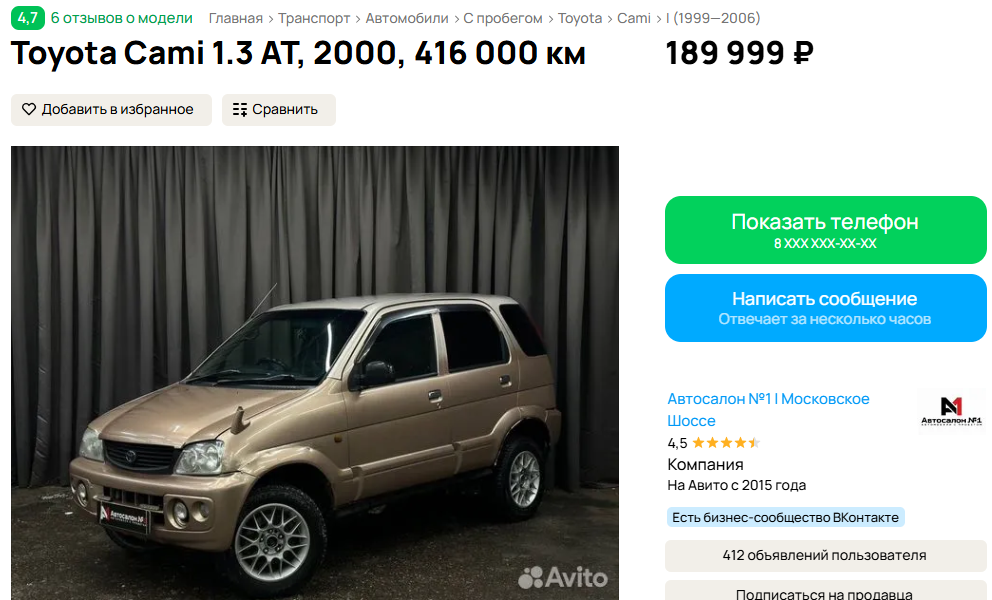 4,7 6 отзывов о модели Главная › Транспорт › Автомобили › С пробегом › Toyota › Cami › I (1999—2006)
Toyota Cami 1.3 AT, 2000, 416 000 км 189 999 ₽
Добавить в избранное Сравнить
Показать телефон
8 XXX XXX-XX-XX
Написать сообщение
Отвечает за несколько часов
Автосалон №1 | Московское
Шоссе
Автосалон №1
4,5
Компания
На Авито с 2015 года
Есть бизнес-сообщество ВКонтакте
412 объявлений пользователя
Подписаться на продавца
Автосалон №1
Avito